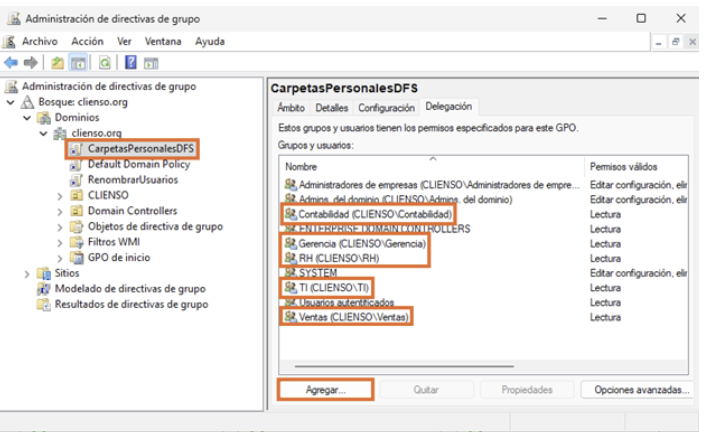 Administración de directivas de grupo
Archivo Acción Ver Ventana Ayuda
Administración de directivas de grupo
Bosque: clienso.org
Dominios
clienso.org
CarpetasPersonalesDFS
Default Domain Policy
RenombrarUsuarios
CLIENSO
Domain Controllers
Objetos de directiva de grupo
Filtros WMI
GPO de inicio
Sitios
Modelado de directivas de grupo
Resultados de directivas de grupo
CarpetasPersonalesDFS
Ámbito Detalles Configuración Delegación
Estos grupos y usuarios tienen los permisos especificados para este GPO.
Grupos y usuarios:
Nombre Permisos válidos
Administradores de empresas (CLIENSO\Administradores de empre... Editar configuración, elir
Admins. del dominio (CLIENSO\Admins. del dominio) Editar configuración, elir
Contabilidad (CLIENSO\Contabilidad) Lectura
ENTERPRISE DOMAIN CONTROLLERS Lectura
Gerencia (CLIENSO\Gerencia) Lectura
RH (CLIENSO\RH) Lectura
SYSTEM Editar configuración, elir
TI (CLIENSO\TI) Lectura
Usuarios autentificados Lectura
Ventas (CLIENSO\Ventas) Lectura
Agregar... Quitar Propiedades Opciones avanzadas...